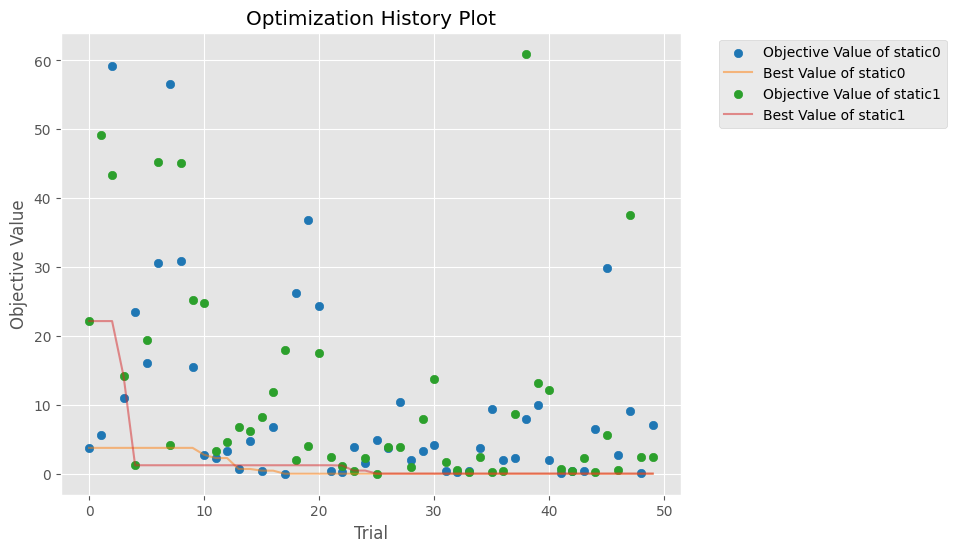 Optimization History Plot
Objective Value of static0
Best Value of static0
Objective Value of static1
Best Value of static1
Objective Value
60
50
40
30
20
10
0
0 10 20 30 40 50
Trial